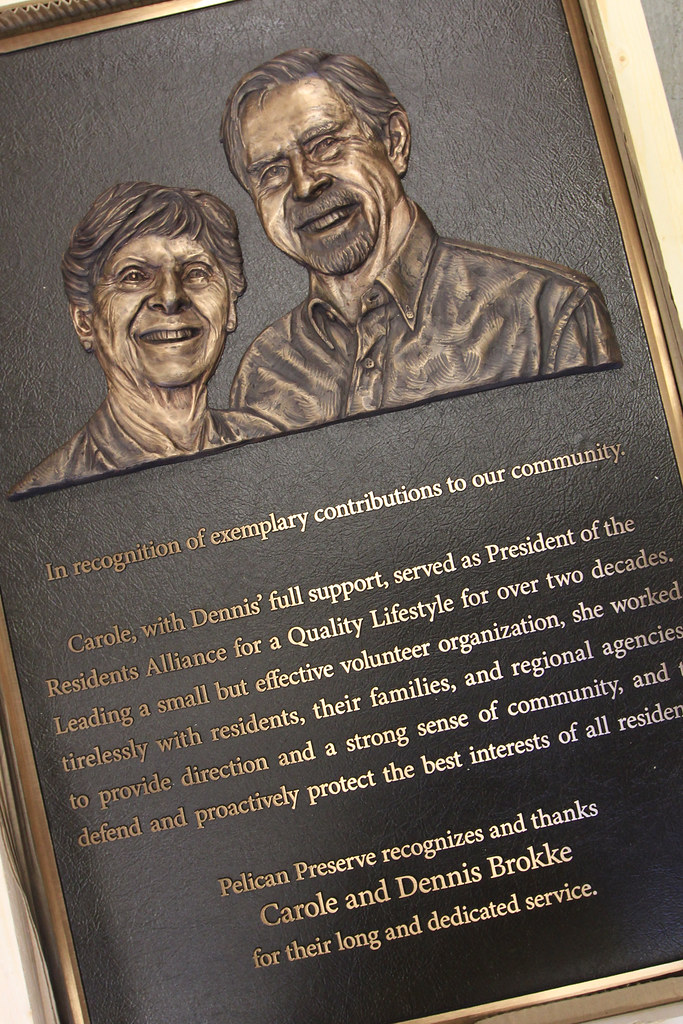 In recognition of exemplary contributions to our community.
Carole, with Dennis’ full support, served as President of the
Residents Alliance for a Quality Lifestyle for over two decades.
Leading a small but effective volunteer organization, she worked
tirelessly with residents, their families, and regional agencies
to provide direction and a strong sense of community, and
defend and proactively protect the best interests of all
Pelican Preserve recognizes and thanks
Carole and Dennis Brokke
for their long and dedicated service.